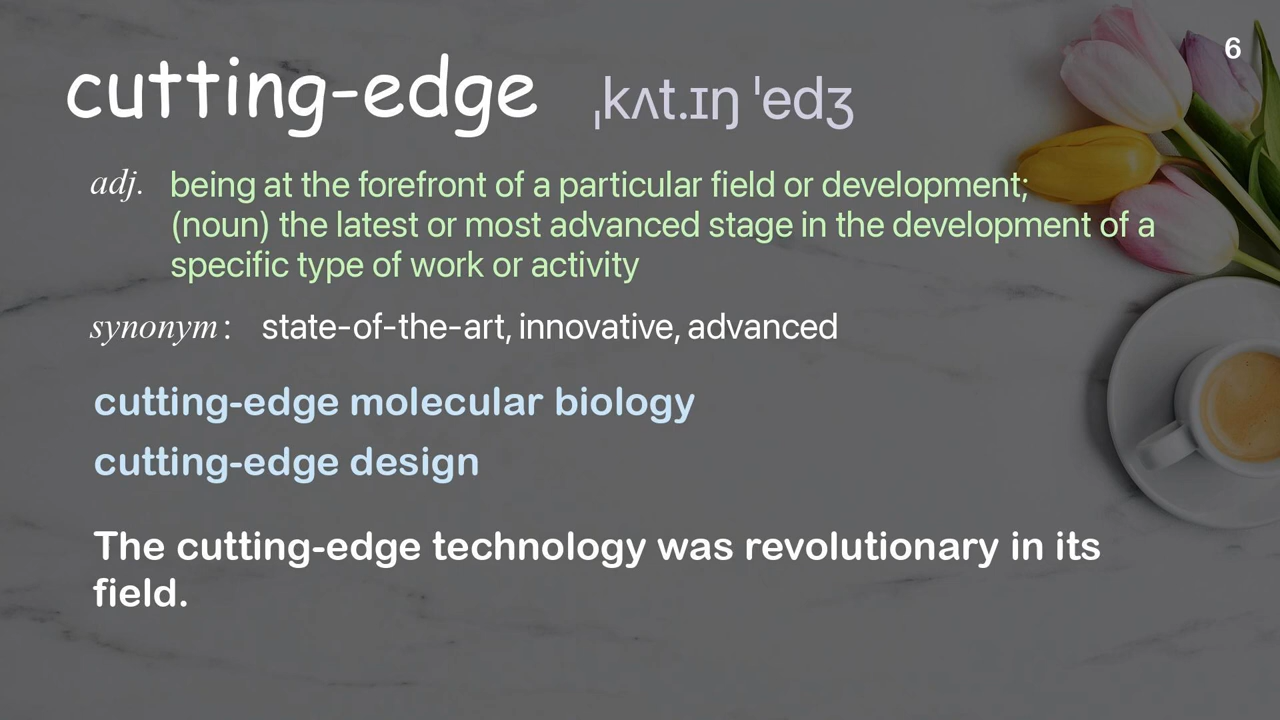 6
cutting-edge ˌkʌt.ɪŋ ˈedʒ
adj. being at the forefront of a particular field or development;
(noun) the latest or most advanced stage in the development of a
specific type of work or activity
synonym: state-of-the-art, innovative, advanced
cutting-edge molecular biology
cutting-edge design
The cutting-edge technology was revolutionary in its
field.